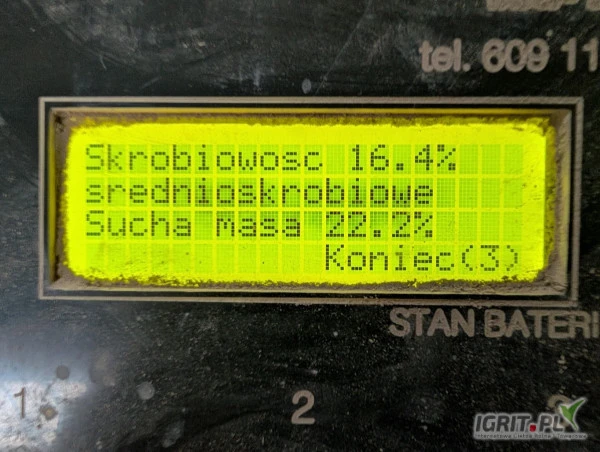 tel. 609 11
Skrobiowosc 16.4%
srednioskrobiowe
Sucha masa 22.2%
Koniec(3)
STAN BATERI
1
2
IGRIT.PL